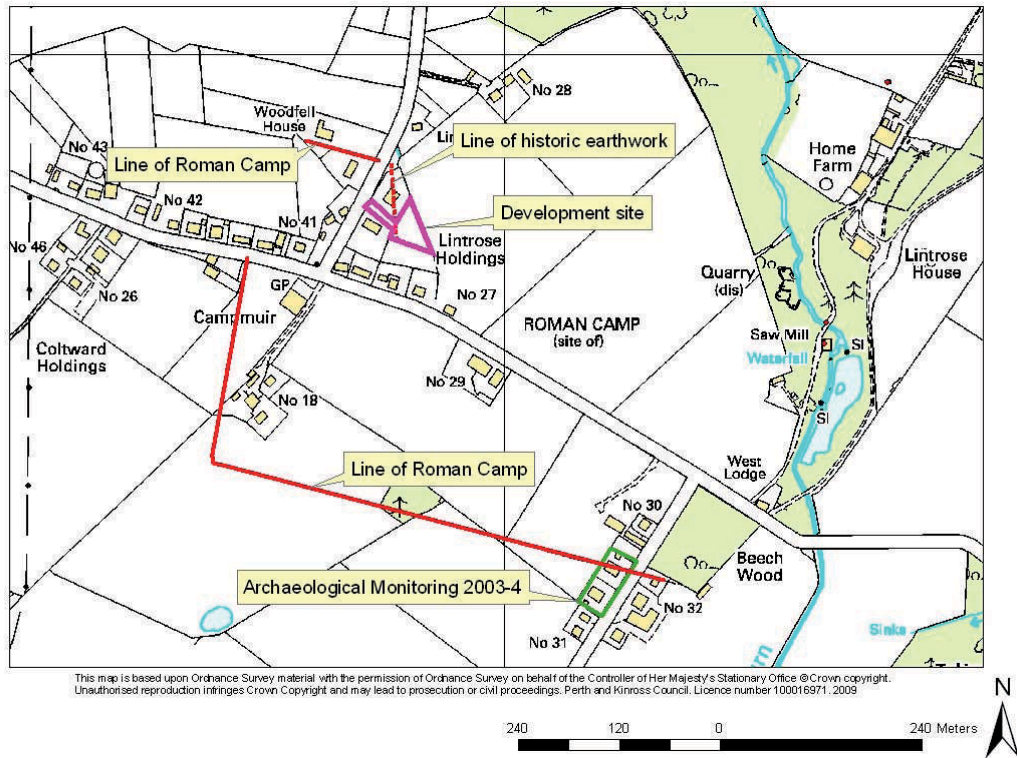 No 28
Woodfell
House
Line of Roman Camp
Line of historic earthwork
Home
Farm
No 43
No 42
No 41
Development site
Lintrose
Holdings
Lintrose
House
No 46
No 26
GP
Campmuir
No 27
Quarry
(dis)
ROMAN CAMP
(site of)
Saw Mill
Waterfall
SI
SI
Coltward
Holdings
No 29
No 18
Line of Roman Camp
West
Lodge
No 30
Beech
Wood
Archaeological Monitoring 2003-4
No 32
No 31
Sinks
This map is based upon Ordnance Survey material with the permission of Ordnance Survey on behalf of the Controller of Her Majesty's Stationary Office © Crown copyright.
Unauthorised reproduction infringes Crown Copyright and may lead to prosecution or civil proceedings. Perth and Kinross Council. Licence number 100016971. 2009
N
240 120 0 240 Meters